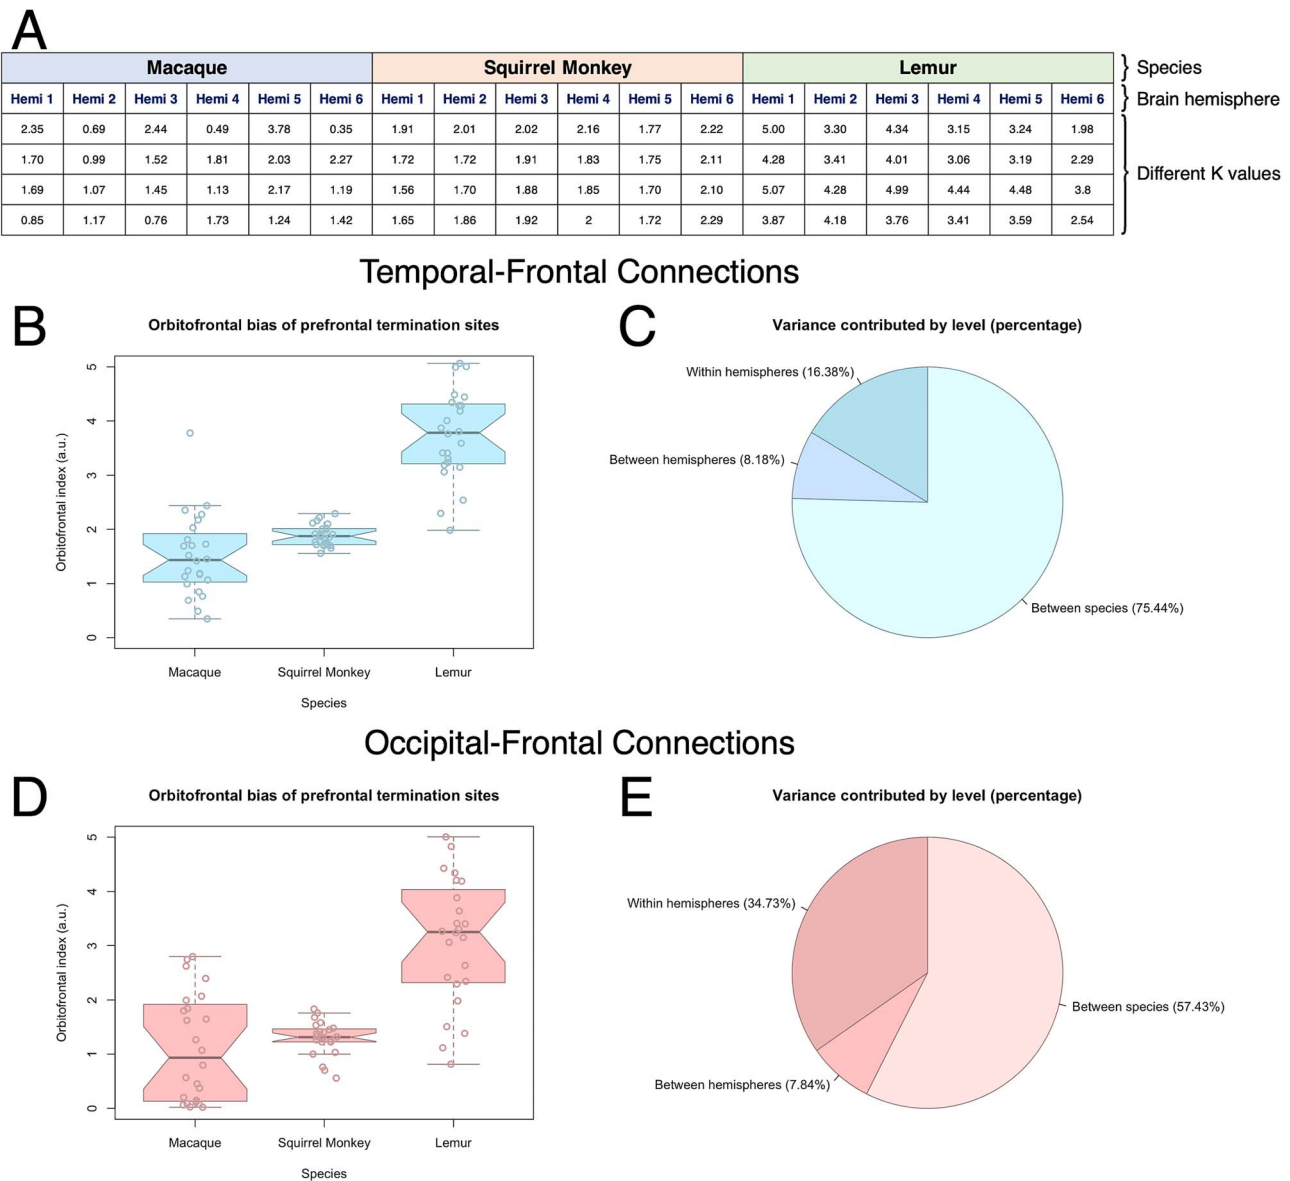 A
Macaque Squirrel Monkey Lemur Species
Hemi 1 Hemi 2 Hemi 3 Hemi 4 Hemi 5 Hemi 6 Hemi 1 Hemi 2 Hemi 3 Hemi 4 Hemi 5 Hemi 6 Hemi 1 Hemi 2 Hemi 3 Hemi 4 Hemi 5 Hemi 6 Brain hemisphere
2.35 0.69 2.44 0.49 3.78 0.35 1.91 2.01 2.02 2.16 1.77 2.22 5.00 3.30 4.34 3.15 3.24 1.98
1.70 0.99 1.52 1.81 2.03 2.27 1.72 1.72 1.91 1.83 1.75 2.11 4.28 3.41 4.01 3.06 3.19 2.29
Different K values
1.69 1.07 1.45 1.13 2.17 1.19 1.56 1.70 1.88 1.85 1.70 2.10 5.07 4.28 4.99 4.44 4.48 3.8
0.85 1.17 0.76 1.73 1.24 1.42 1.65 1.86 1.92 2 1.72 2.29 3.87 4.18 3.76 3.41 3.59 2.54
Temporal-Frontal Connections
B
Orbitofrontal bias of prefrontal termination sites
Orbitofrontal index (a.u.)
5
4
3
2
1
0
Macaque Squirrel Monkey Lemur
Species
C
Variance contributed by level (percentage)
Within hemispheres (16.38%)
Between hemispheres (8.18%)
Between species (75.44%)
Occipital-Frontal Connections
D
Orbitofrontal bias of prefrontal termination sites
Orbitofrontal index (a.u.)
5
4
3
2
1
0
Macaque Squirrel Monkey Lemur
Species
E
Variance contributed by level (percentage)
Within hemispheres (34.73%)
Between species (57.43%)
Between hemispheres (7.84%)